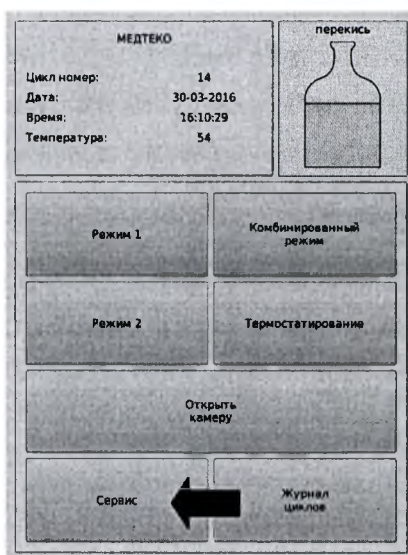 МЕДТЕКО
Цикл номер: 14
Дата: 30-03-2016
Время: 16:10:29
Температура: 54
перекись
Режим 1
Комбинированный
режим
Режим 2
Термостатирование
Открыть
камеру
Сервис
Журнал
циклов